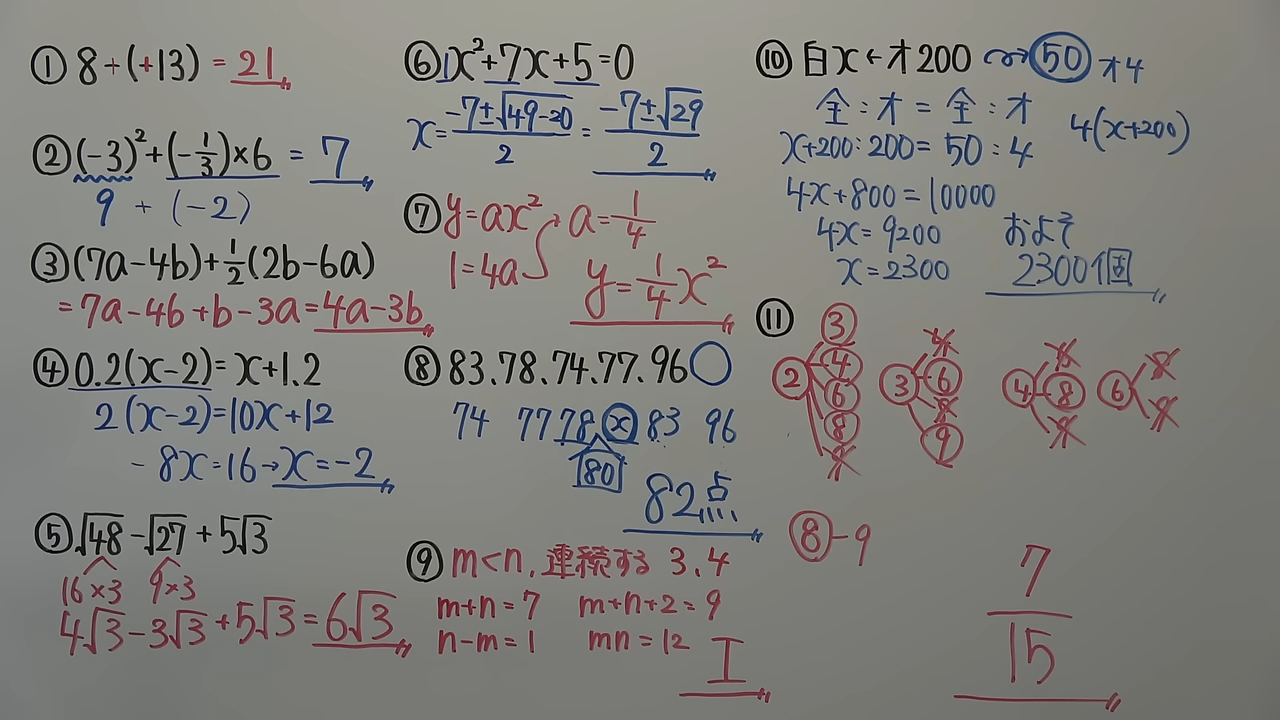 ① 8+(+13) = 21
② (-3)²+(-1/3)×6 = 7
9 + (-2)
③ (7a-4b)+1/2(2b-6a)
=7a-4b+b-3a=4a-3b
④ 0.2(x-2)=x+1.2
2(x-2)=10x+12
-8x=16→x=-2
⑤ √48-√27+5√3
16×3 9×3
4√3-3√3+5√3=6√3
⑥ 1x²+7x+5=0
x=(-7±√49-20)/2=(-7±√29)/2
⑦ y=ax² a=1/4
1=4a y=1/4x²
⑧ 83.78.74.77.96○
74 77 78 ⓧ 83 96
80
82点
⑨ m<n, 連続する 3.4
m+n=7 m+n+2=9
n-m=1 mn=12
エ
⑩ 白x←オ200 50 オ4
全:オ=全:オ
4(x+200)
x+200:200=50:4
4x+800=10000
4x=9200 およそ
x=2300 2300個
⑪ ③
② 4 6 8 9
③ 4 6 8 9
④ 6 8 9
⑥ 8 9
⑧-9
7/15